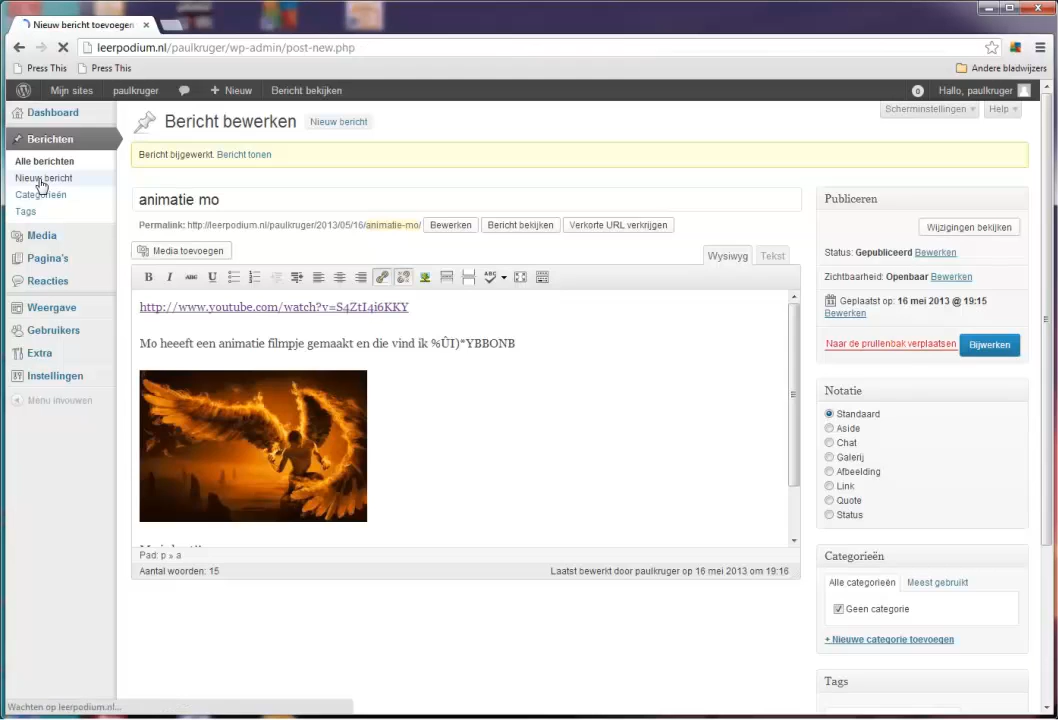 Nieuw bericht toevoegen
leerpodium.nl/paulkruger/wp-admin/post-new.php
Press This
Press This
Andere bladwijzers
Mijn sites
paulkruger
+ Nieuw
Bericht bekijken
0
Hallo, paulkruger
Dashboard
Berichten
Alle berichten
Nieuw bericht
Categorieën
Tags
Media
Pagina's
Reacties
Weergave
Gebruikers
Extra
Instellingen
Menu invouwen
Scherminstellingen
Help
Bericht bewerken
Nieuw bericht
Bericht bijgewerkt. Bericht tonen
animatie mo
Permalink: http://leerpodium.nl/paulkruger/2013/05/16/animatie-mo/
Bewerken
Bericht bekijken
Verkorte URL verkrijgen
Media toevoegen
Wysiwyg
Tekst
B
I
ABC
U
ABC
http://www.youtube.com/watch?v=S4ZtI4i6KKY
Mo heeeft een animatie filmpje gemaakt en die vind ik %ÛI)*YBBONB
Pad: p » a
Aantal woorden: 15
Laatst bewerkt door paulkruger op 16 mei 2013 om 19:16
Publiceren
Wijzigingen bekijken
Status: Gepubliceerd Bewerken
Zichtbaarheid: Openbaar Bewerken
Geplaatst op: 16 mei 2013 @ 19:15
Bewerken
Naar de prullenbak verplaatsen
Bijwerken
Notatie
Standaard
Aside
Chat
Galerij
Afbeelding
Link
Quote
Status
Categorieën
Alle categorieën
Meest gebruikt
Geen categorie
+ Nieuwe categorie toevoegen
Tags
Wachten op leerpodium.nl...